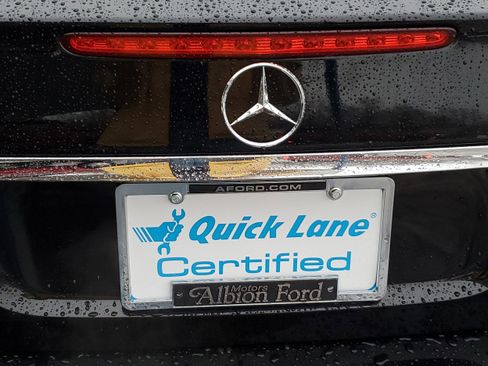 AFORD.COM
Quick Lane®
Certified
Motors
Albion Ford